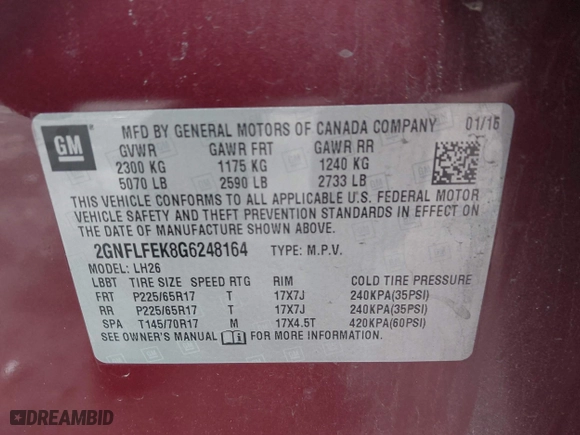 GM
MFD BY GENERAL MOTORS OF CANADA COMPANY 01/15
GVWR GAWR FRT GAWR RR
2300 KG 1175 KG 1240 KG
5070 LB 2590 LB 2733 LB
THIS VEHICLE CONFORMS TO ALL APPLICABLE U.S. FEDERAL MOTOR
VEHICLE SAFETY AND THEFT PREVENTION STANDARDS IN EFFECT ON
THE DATE OF MANUFACTURE SHOWN ABOVE.
2GNFLFEK8G6248164 TYPE: M.P.V.
MODEL: LH26
LBBT TIRE SIZE SPEED RTG RIM COLD TIRE PRESSURE
FRT P225/65R17 T 17X7J 240KPA(35PSI)
RR P225/65R17 T 17X7J 240KPA(35PSI)
SPA T145/70R17 M 17X4.5T 420KPA(60PSI)
SEE OWNER'S MANUAL FOR MORE INFORMATION
DREAMBID